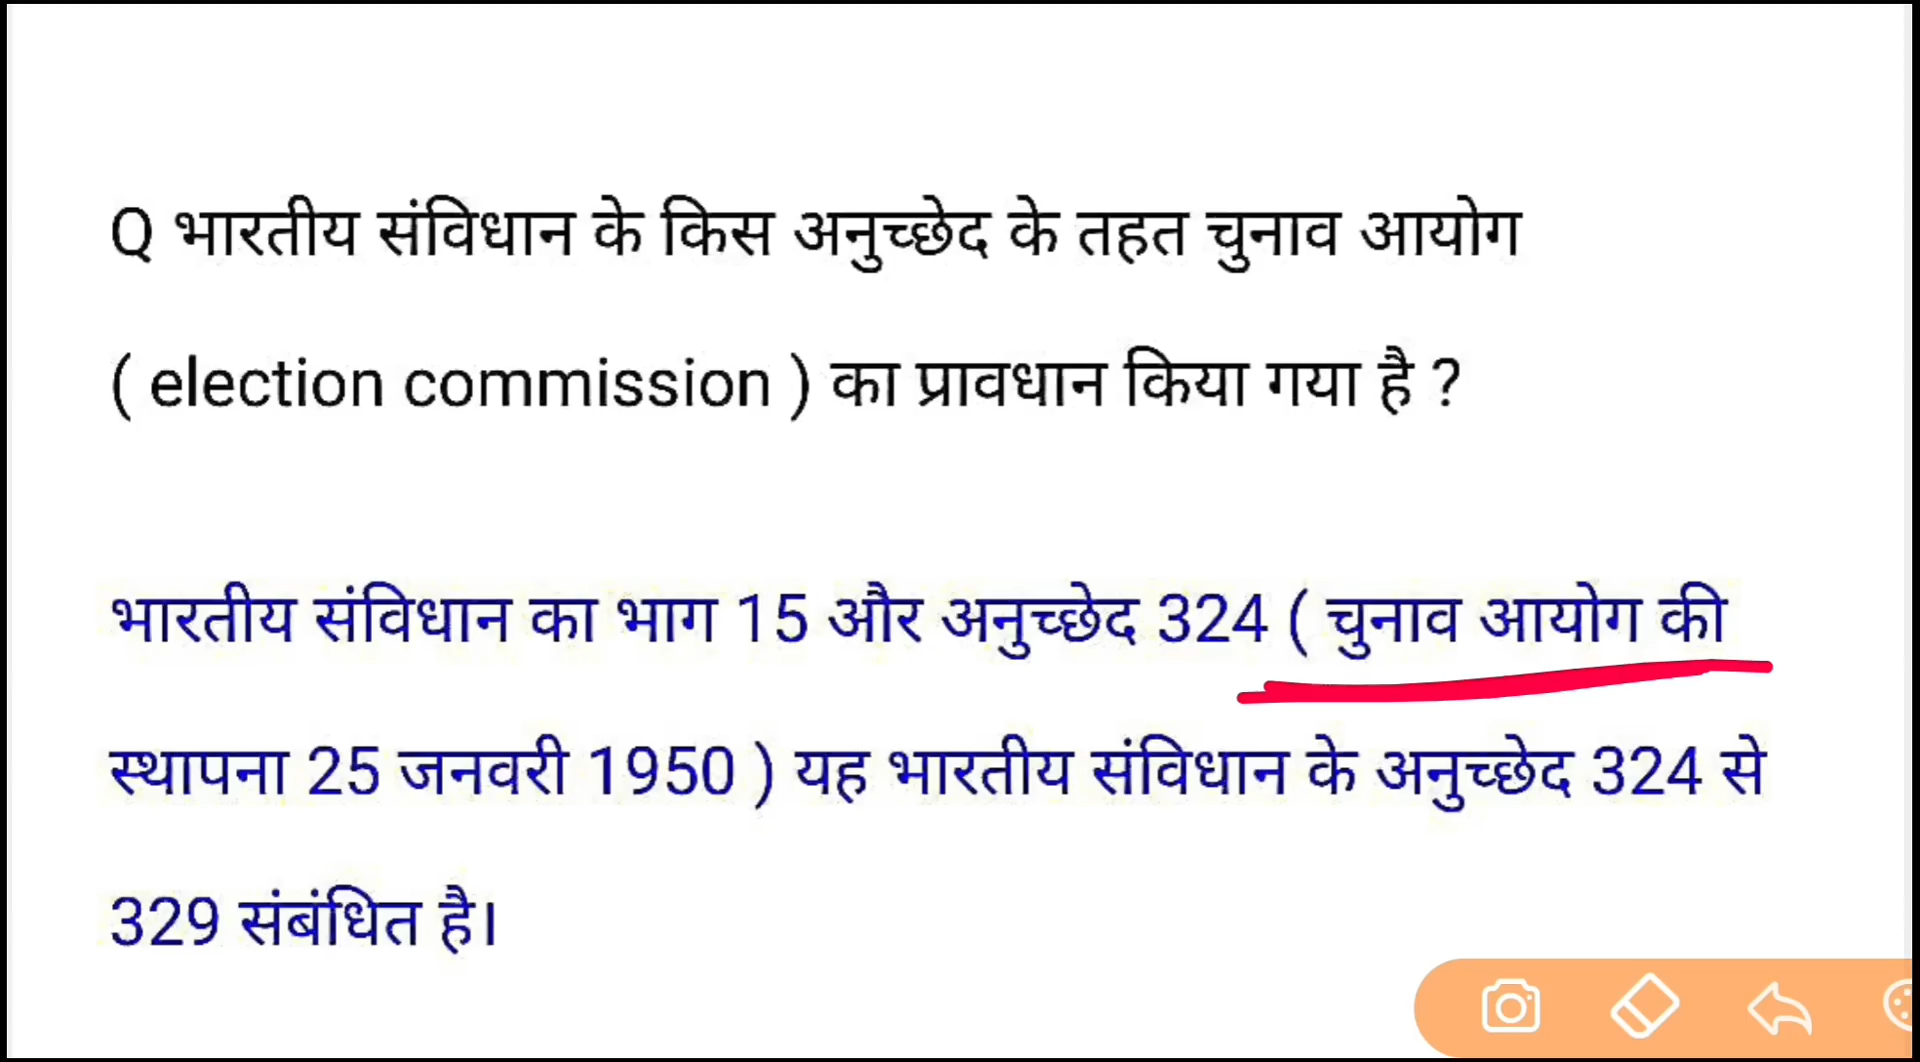 Q भारतीय संविधान के किस अनुच्छेद के तहत चुनाव आयोग
( election commission ) का प्रावधान किया गया है ?
भारतीय संविधान का भाग 15 और अनुच्छेद 324 ( चुनाव आयोग की
स्थापना 25 जनवरी 1950 ) यह भारतीय संविधान के अनुच्छेद 324 से
329 संबंधित है।